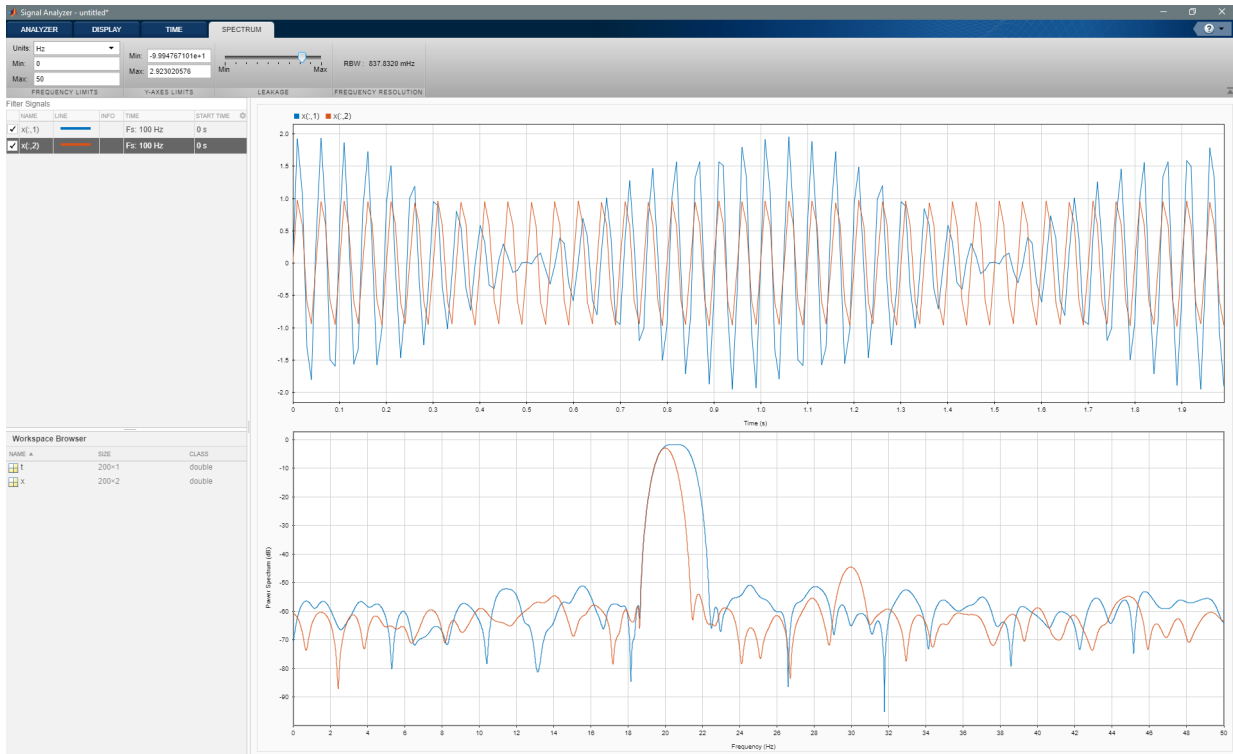 Signal Analyzer - untitled*
ANALYZER DISPLAY TIME SPECTRUM
Units: Hz
Min: 0
Max: 50
FREQUENCY LIMITS
Min: -9.994767101e+1
Max: 2.923020576
Y-AXES LIMITS
Min Max
LEAKAGE
RBW : 837.8320 mHz
FREQUENCY RESOLUTION
Filter Signals
NAME LINE INFO TIME START TIME
x(:,1) Fs: 100 Hz 0 s
x(:,2) Fs: 100 Hz 0 s
Workspace Browser
NAME SIZE CLASS
t 200×1 double
x 200×2 double
x(:,1) x(:,2)
2.0
1.5
1.0
0.5
0
-0.5
-1.0
-1.5
-2.0
0 0.1 0.2 0.3 0.4 0.5 0.6 0.7 0.8 0.9 1.0 1.1 1.2 1.3 1.4 1.5 1.6 1.7 1.8 1.9
Time (s)
Power Spectrum (dB)
0
-10
-20
-30
-40
-50
-60
-70
-80
-90
0 2 4 6 8 10 12 14 16 18 20 22 24 26 28 30 32 34 36 38 40 42 44 46 48 50
Frequency (Hz)